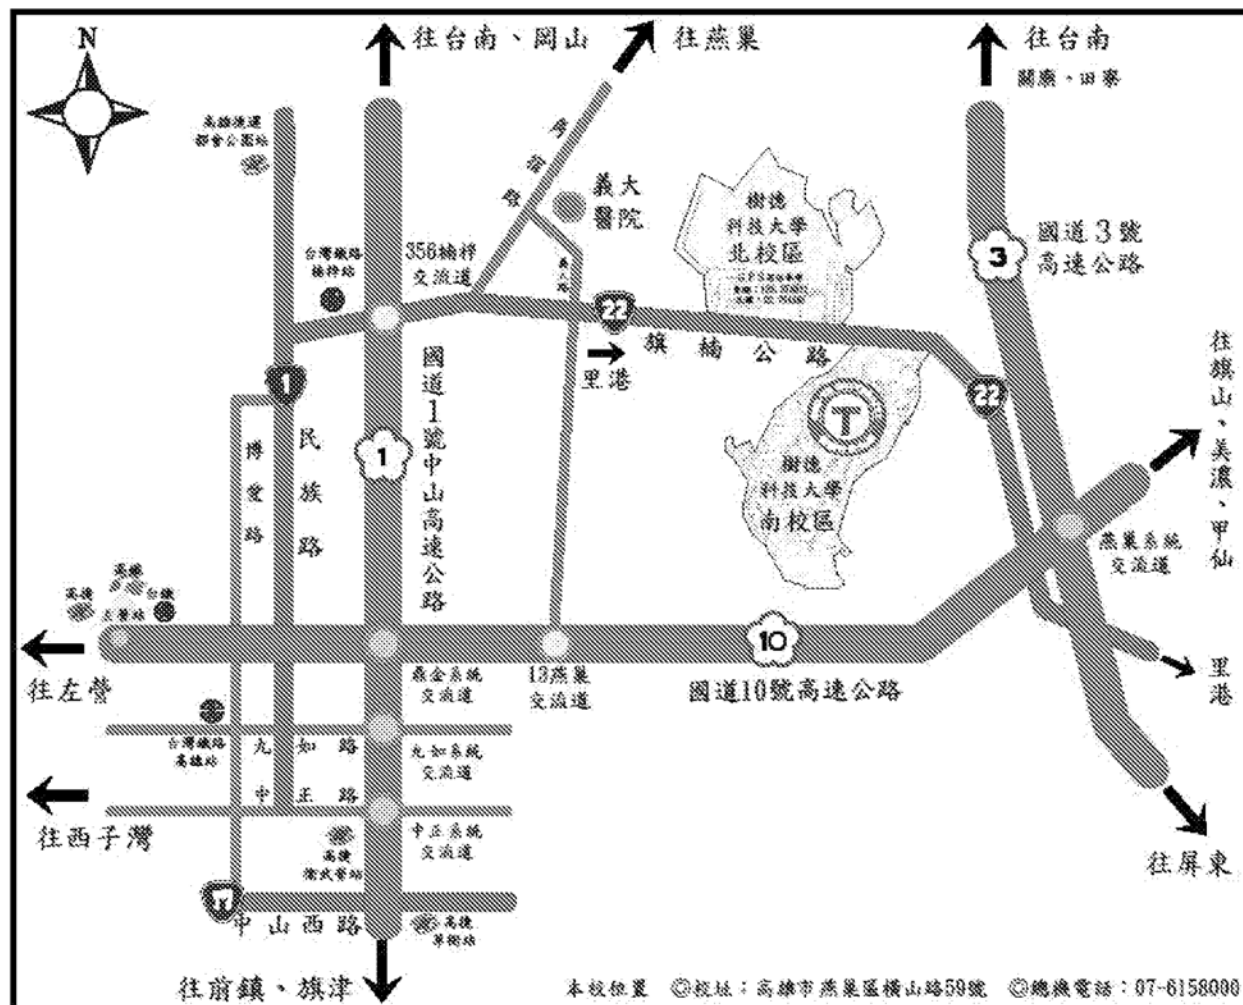 N
往台南、岡山
往燕巢
往台南
關廟、田寮
高雄捷運
都會公園站
義大
醫院
樹德
科技大學
北校區
國道3號
高速公路
3
台灣鐵路
楠梓站
356楠梓
交流道
22
旗楠公路
里港
1
國道1號中山高速公路
1
民族路
博愛路
22
T
樹德
科技大學
南校區
往旗山、美濃、甲仙
燕巢系統
交流道
高鐵
高捷
台鐵
左營站
往左營
鼎金系統
交流道
13燕巢
交流道
10
國道10號高速公路
里港
台灣鐵路
高雄站
九如路
九如系統
交流道
中正路
往西子灣
中正系統
交流道
高捷
衛武營站
往屏東
中山西路
高捷
往前鎮、旗津
本校位置 ◎校址：高雄市燕巢區橫山路59號 ◎總機電話：07-6158000